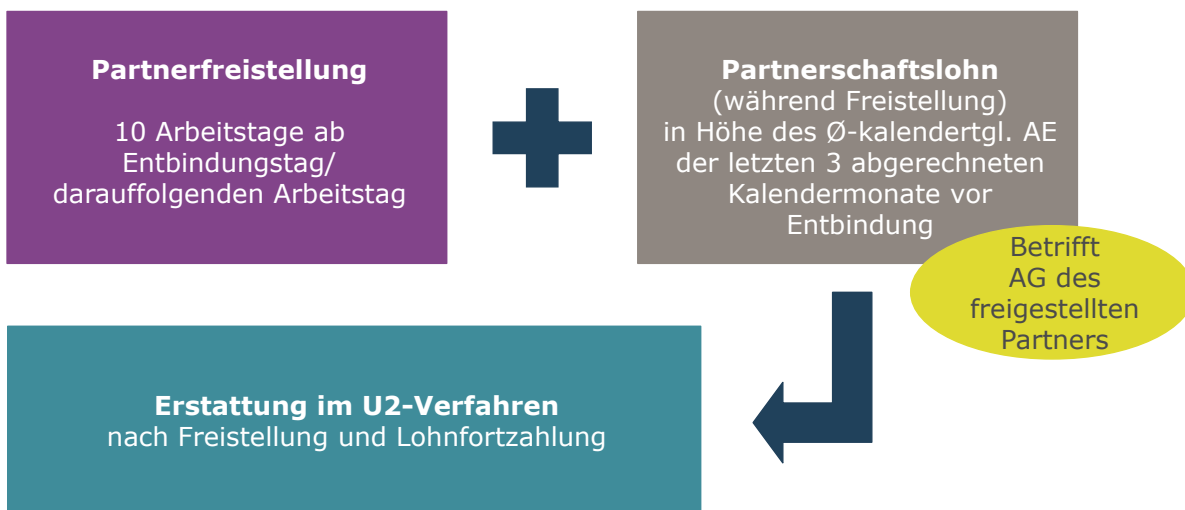 Partnerfreistellung
10 Arbeitstage ab
Entbindungstag/
darauffolgenden Arbeitstag
Partnerschaftslohn
(während Freistellung)
in Höhe des Ø-kalendertgl. AE
der letzten 3 abgerechneten
Kalendermonate vor
Entbindung
Betrifft
AG des
freigestellten
Partners
Erstattung im U2-Verfahren
nach Freistellung und Lohnfortzahlung